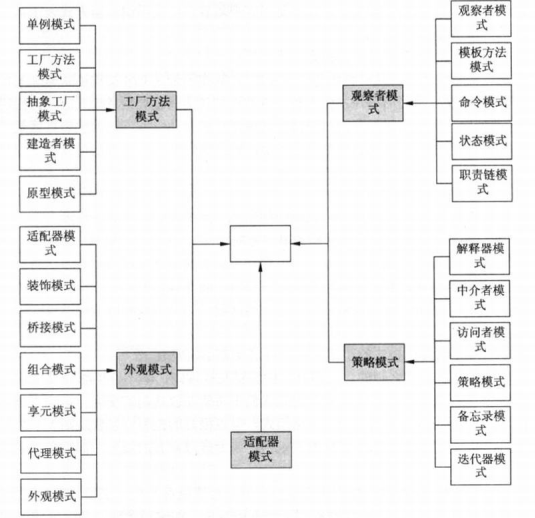 单例模式
工厂方法
模式
抽象工厂
模式
建造者模
式
原型模式
工厂方法
模式
适配器模
式
装饰模式
桥接模式
组合模式
享元模式
代理模式
外观模式
外观模式
适配器
模式
观察者模
式
观察者模
式
模板方法
模式
命令模式
状态模式
职责链模
式
策略模式
解释器模
式
中介者模
式
访问者模
式
策略模式
备忘录模
式
迭代器模
式